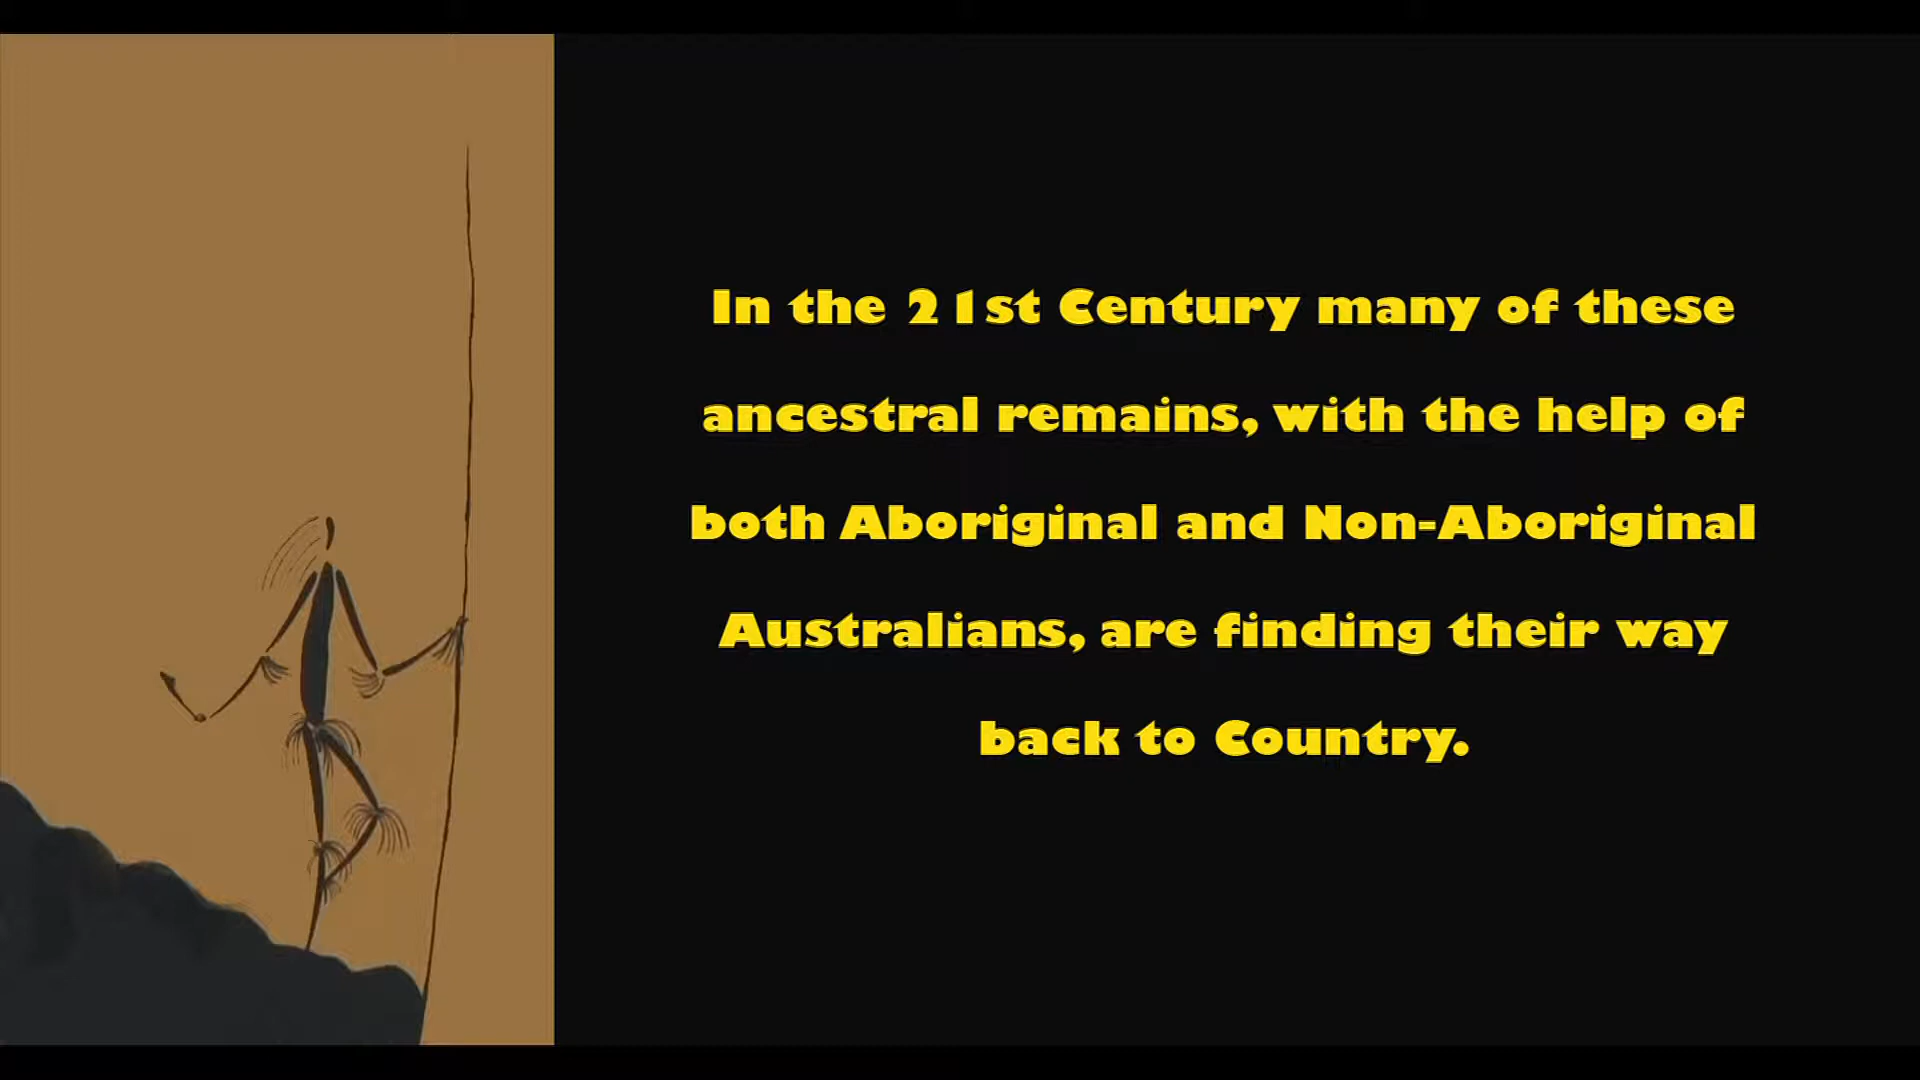 In the 21st Century many of these
ancestral remains, with the help of
both Aboriginal and Non-Aboriginal
Australians, are finding their way
back to Country.